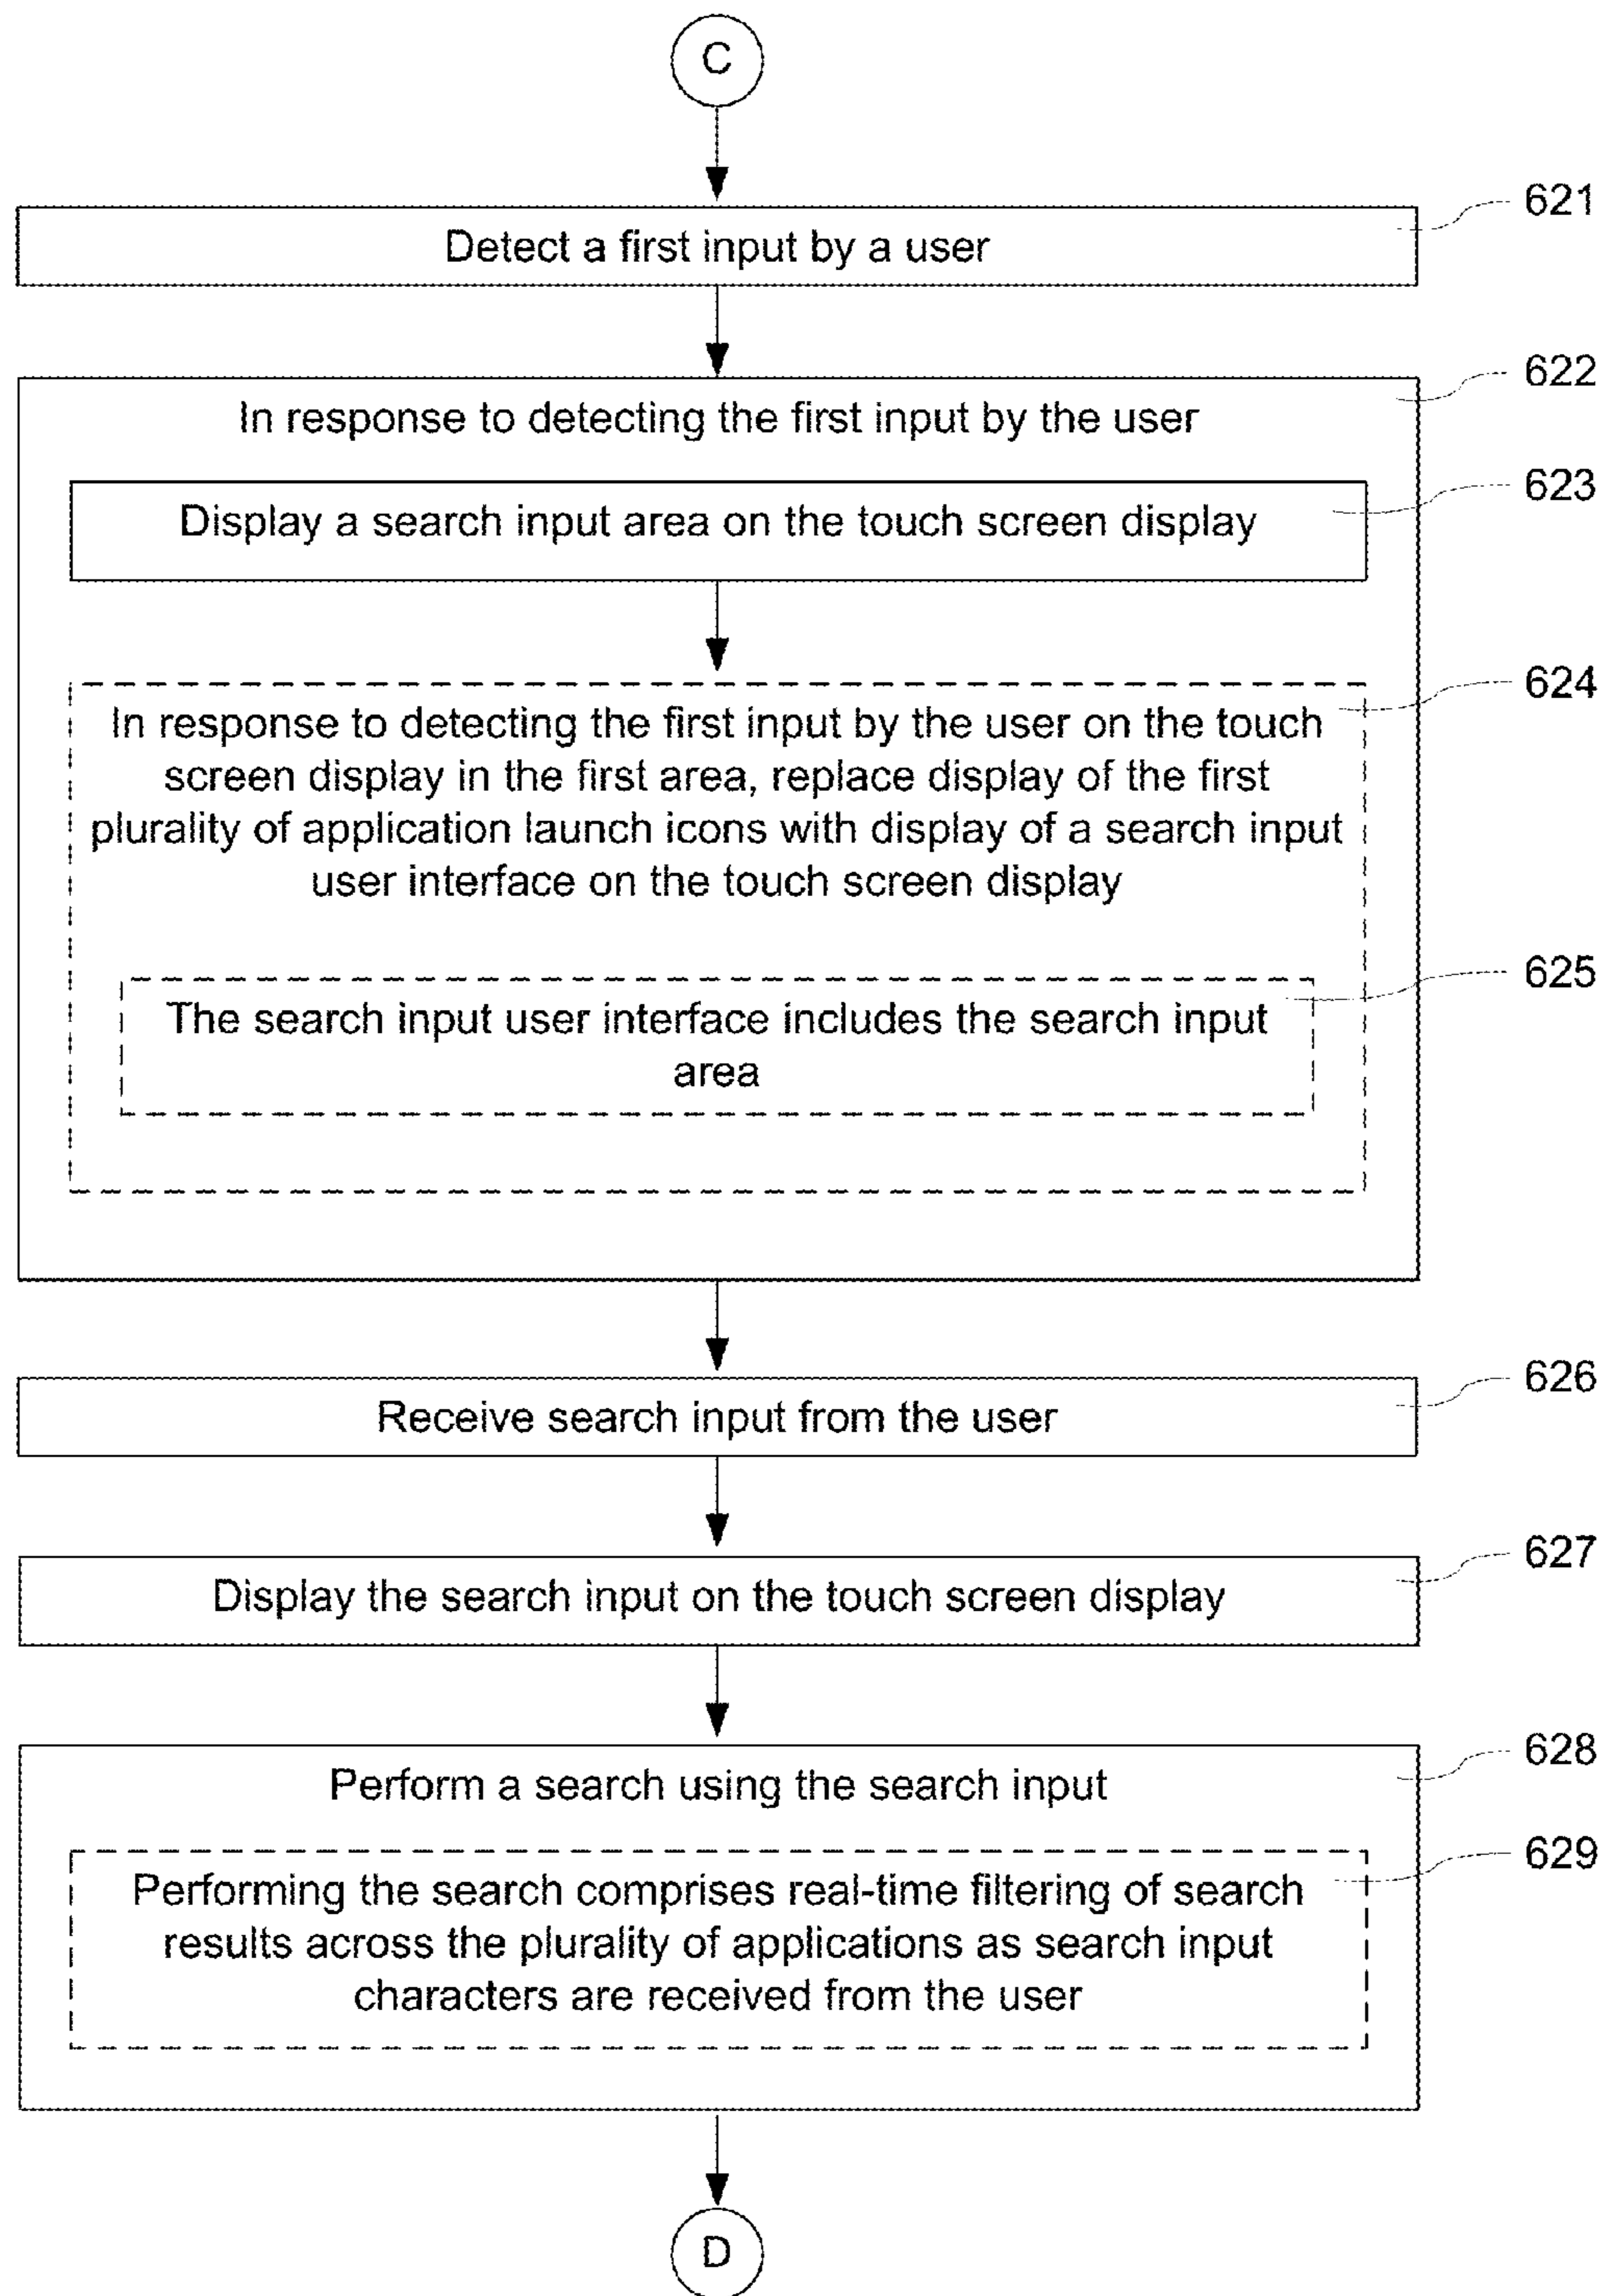 C
621
Detect a first input by a user
622
In response to detecting the first input by the user
623
Display a search input area on the touch screen display
624
In response to detecting the first input by the user on the touch
screen display in the first area, replace display of the first
plurality of application launch icons with display of a search input
user interface on the touch screen display
625
The search input user interface includes the search input
area
626
Receive search input from the user
627
Display the search input on the touch screen display
628
Perform a search using the search input
629
Performing the search comprises real-time filtering of search
results across the plurality of applications as search input
characters are received from the user
D